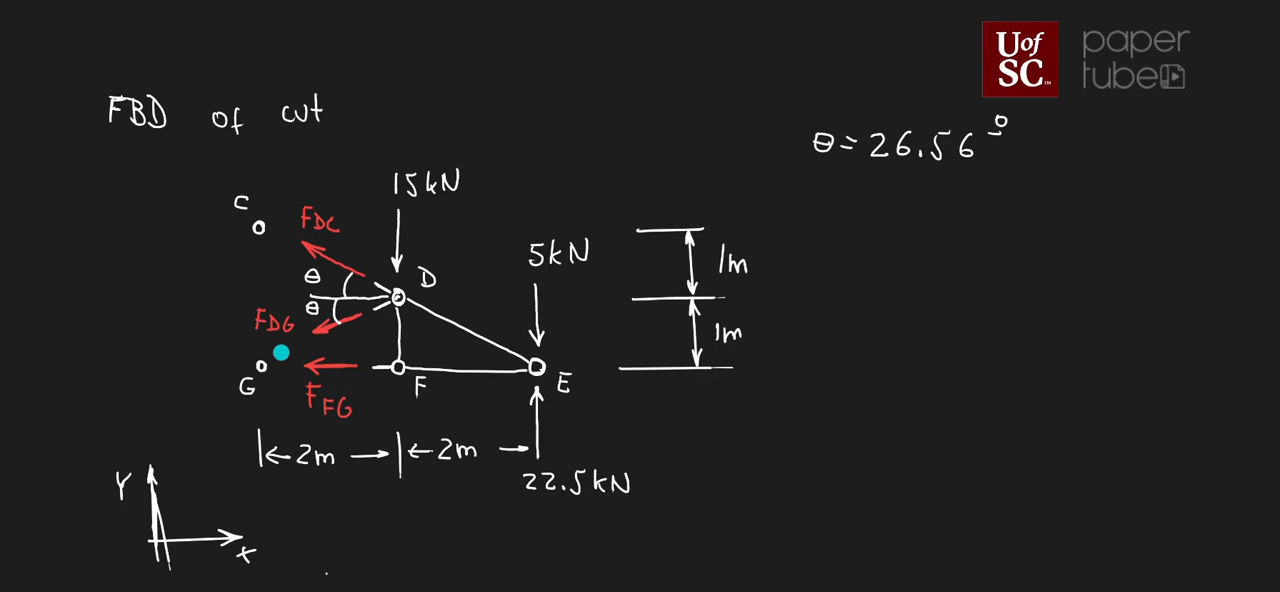 UofSC
paper
tube
FBD of cut
θ = 26.56°
15kN
C
FDC
5kN
θ
D
1m
θ
FDG
1m
G
F
E
FFG
2m
2m
22.5kN
Y
x